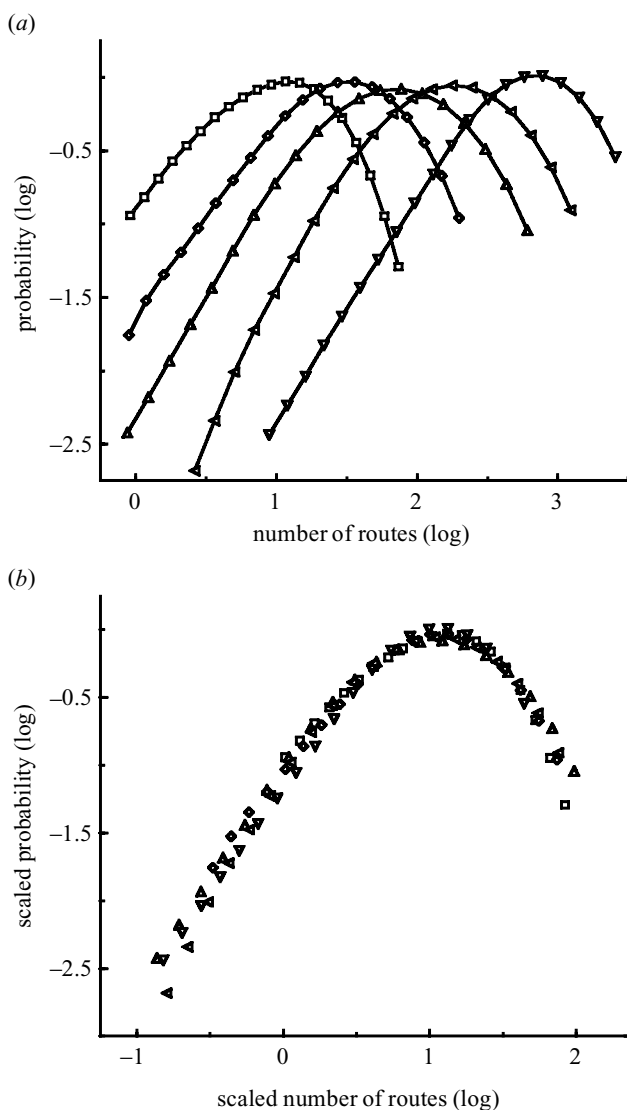 (a)
−0.5
−1.5
−2.5
probability (log)
0 1 2 3
number of routes (log)
(b)
−0.5
−1.5
−2.5
scaled probability (log)
−1 0 1 2
scaled number of routes (log)